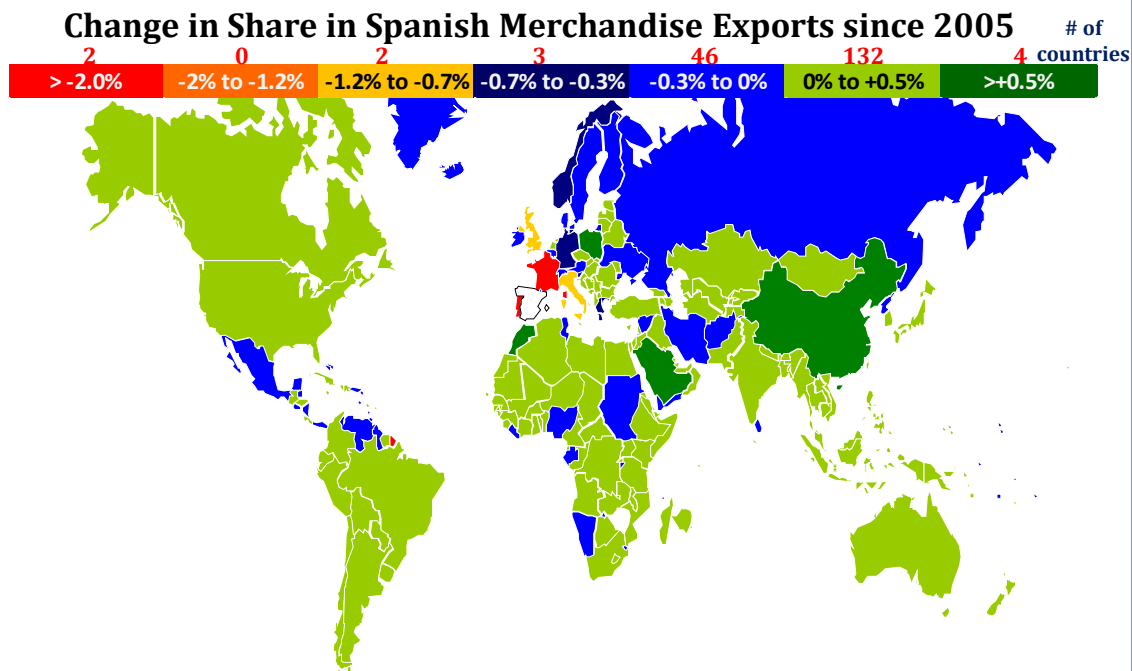 Change in Share in Spanish Merchandise Exports since 2005
# of
2 0 2 3 46 132 4 countries
> -2.0% -2% to -1.2% -1.2% to -0.7% -0.7% to -0.3% -0.3% to 0% 0% to +0.5% >+0.5%